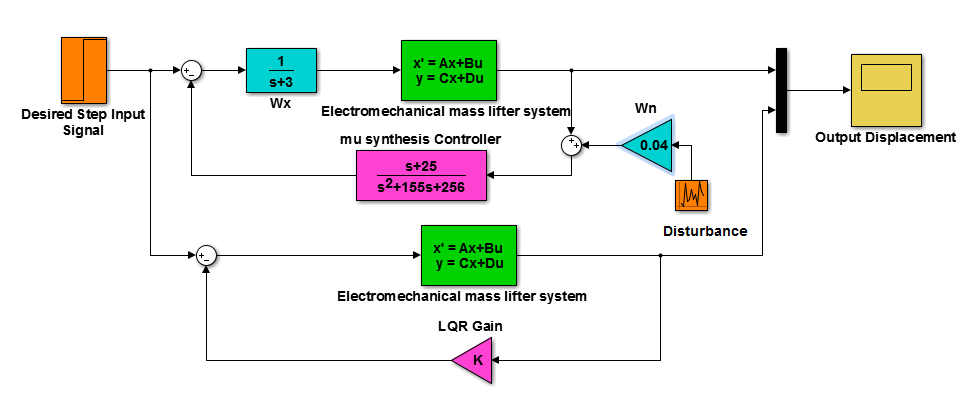 Desired Step Input
Signal
+
-
1
s+3
Wx
x' = Ax+Bu
y = Cx+Du
Electromechanical mass lifter system
mu synthesis Controller
s+25
s2+155s+256
+
+
Wn
0.04
Disturbance
Output Displacement
+
-
x' = Ax+Bu
y = Cx+Du
Electromechanical mass lifter system
LQR Gain
K